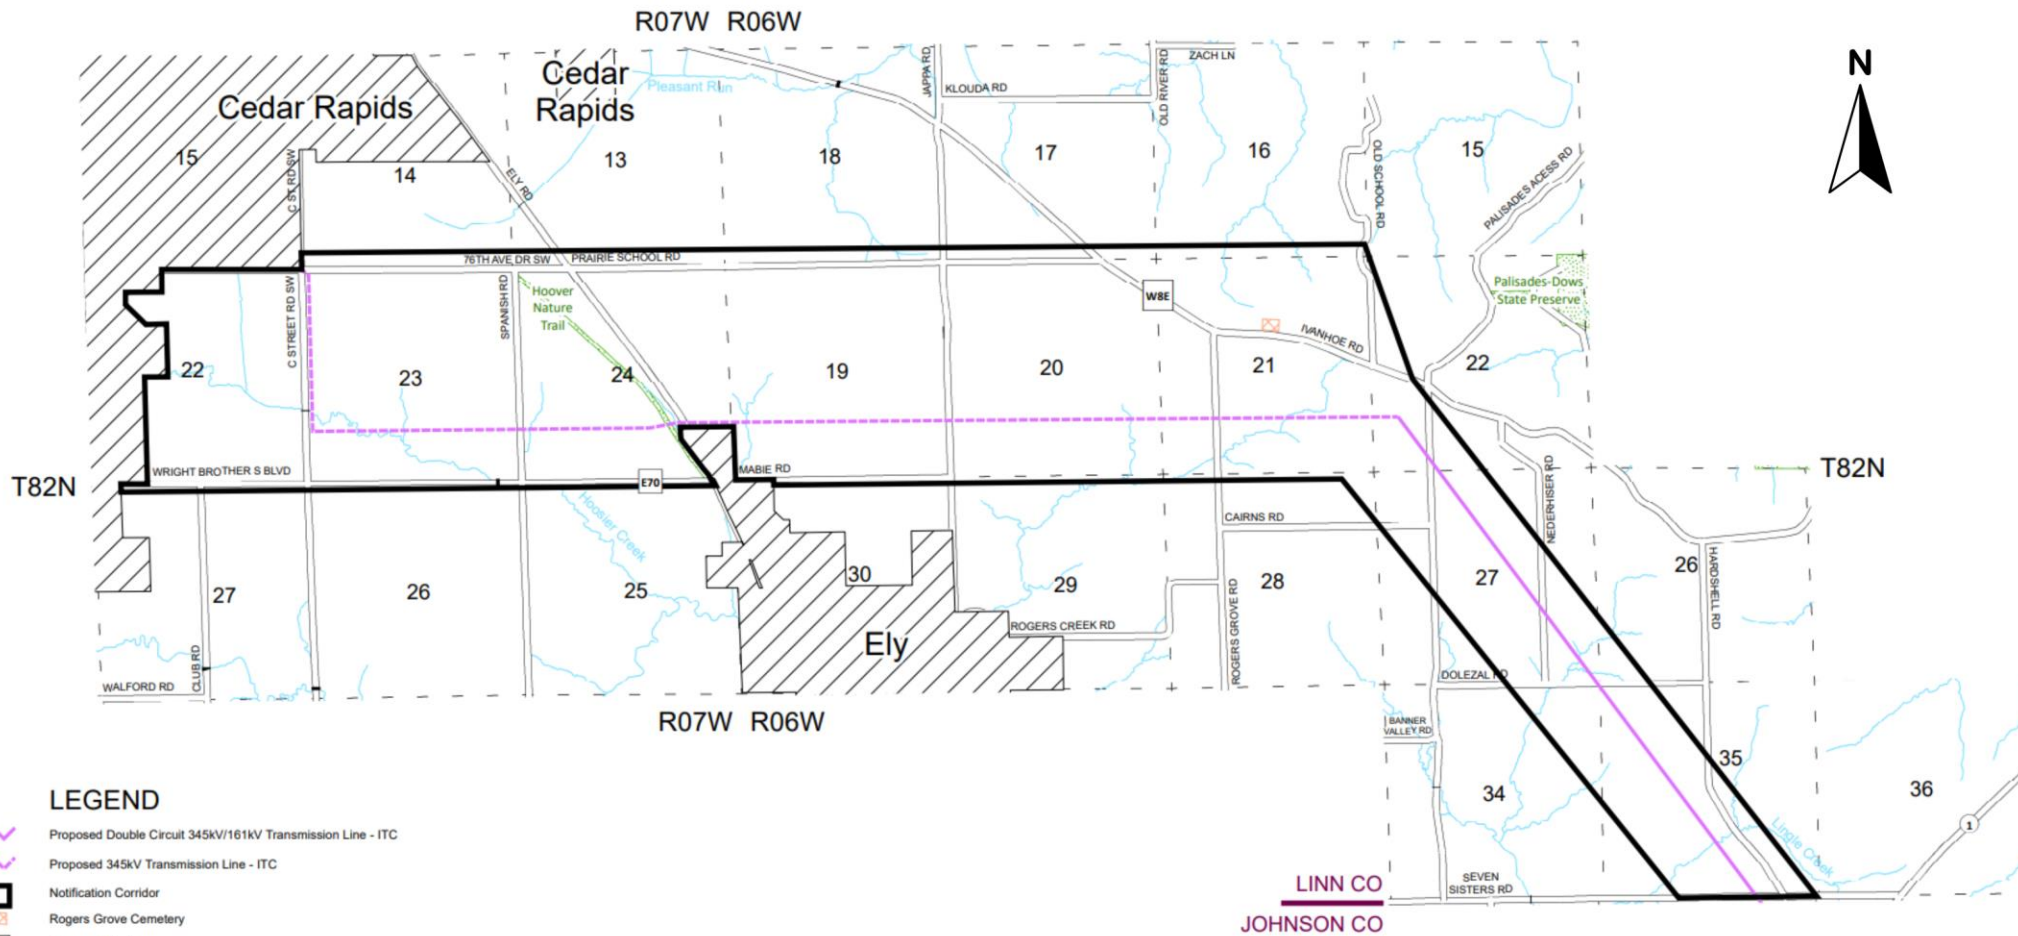 R07W R06W
Cedar Rapids
Cedar
Rapids
Pleasant Run
JAPPA RD
KLOUDA RD
OLD RIVER RD
ZACH LN
N
15
14
13
18
17
16
15
C ST RD SW
ELY RD
OLD SCHOOL RD
PALISADES ACESS RD
76TH AVE DR SW
PRAIRIE SCHOOL RD
Palisades-Dows
State Preserve
Hoover
Nature
Trail
W8E
IVANHOE RD
C STREET RD SW
SPANISH RD
22
23
24
19
20
21
22
T82N
WRIGHT BROTHER S BLVD
E70
MABIE RD
T82N
NEDERHISER RD
CAIRNS RD
Hoosier Creek
27
26
25
30
29
28
27
26
HARDSHELL RD
ROGERS GROVE RD
ROGERS CREEK RD
Ely
CLUB RD
WALFORD RD
DOLEZAL RD
R07W R06W
BANNER
VALLEY RD
35
34
36
1
Lingle Creek
SEVEN
SISTERS RD
LINN CO
JOHNSON CO
LEGEND
Proposed Double Circuit 345kV/161kV Transmission Line - ITC
Proposed 345kV Transmission Line - ITC
Notification Corridor
Rogers Grove Cemetery